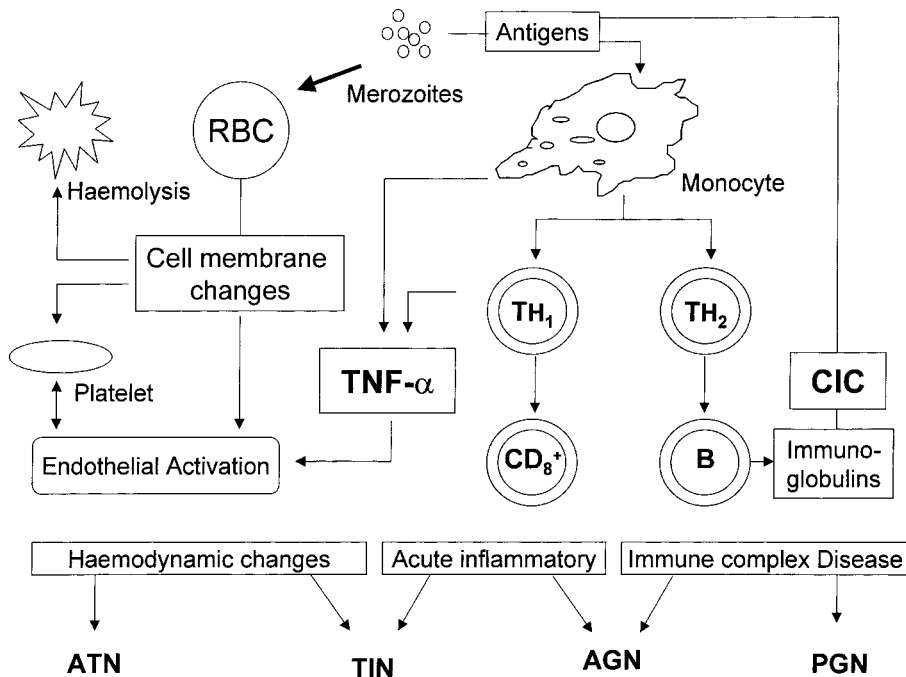 Antigens
Merozoites
RBC
Haemolysis
Monocyte
Cell membrane
changes
TH₁
TH₂
Platelet
TNF-α
CIC
Endothelial Activation
CD₈⁺
B
Immuno-
globulins
Haemodynamic changes
Acute inflammatory
Immune complex Disease
ATN
TIN
AGN
PGN